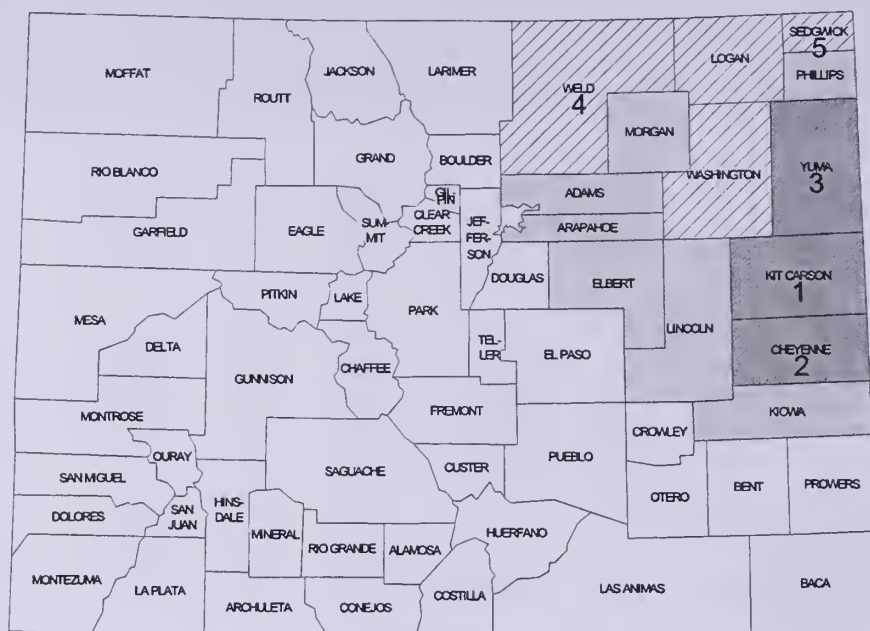 MOFFAT
ROUTT
JACKSON
LARIMER
WELD
4
LOGAN
SEDGWICK
5
PHILLIPS
MORGAN
RIO BLANCO
GRAND
BOULDER
WASHINGTON
YUMA
3
GARFIELD
EAGLE
SUM-
MIT
GIL-
PIN
CLEAR
CREEK
JEF-
FER-
SON
ADAMS
ARAPAHOE
MESA
PITKIN
LAKE
PARK
DOUGLAS
ELBERT
LINCOLN
KIT CARSON
1
DELTA
GUNNISON
CHAFFEE
TEL-
LER
EL PASO
CHEYENNE
2
MONTROSE
OURAY
FREMONT
KIOWA
CROWLEY
SAN MIGUEL
SAGUACHE
CUSTER
PUEBLO
OTERO
BENT
PROWERS
DOLORES
SAN
JUAN
HINS-
DALE
MINERAL
RIO GRANDE
ALAMOSA
HUERFANO
MONTEZUMA
LA PLATA
ARCHULETA
CONEJOS
COSTILLA
LAS ANIMAS
BACA